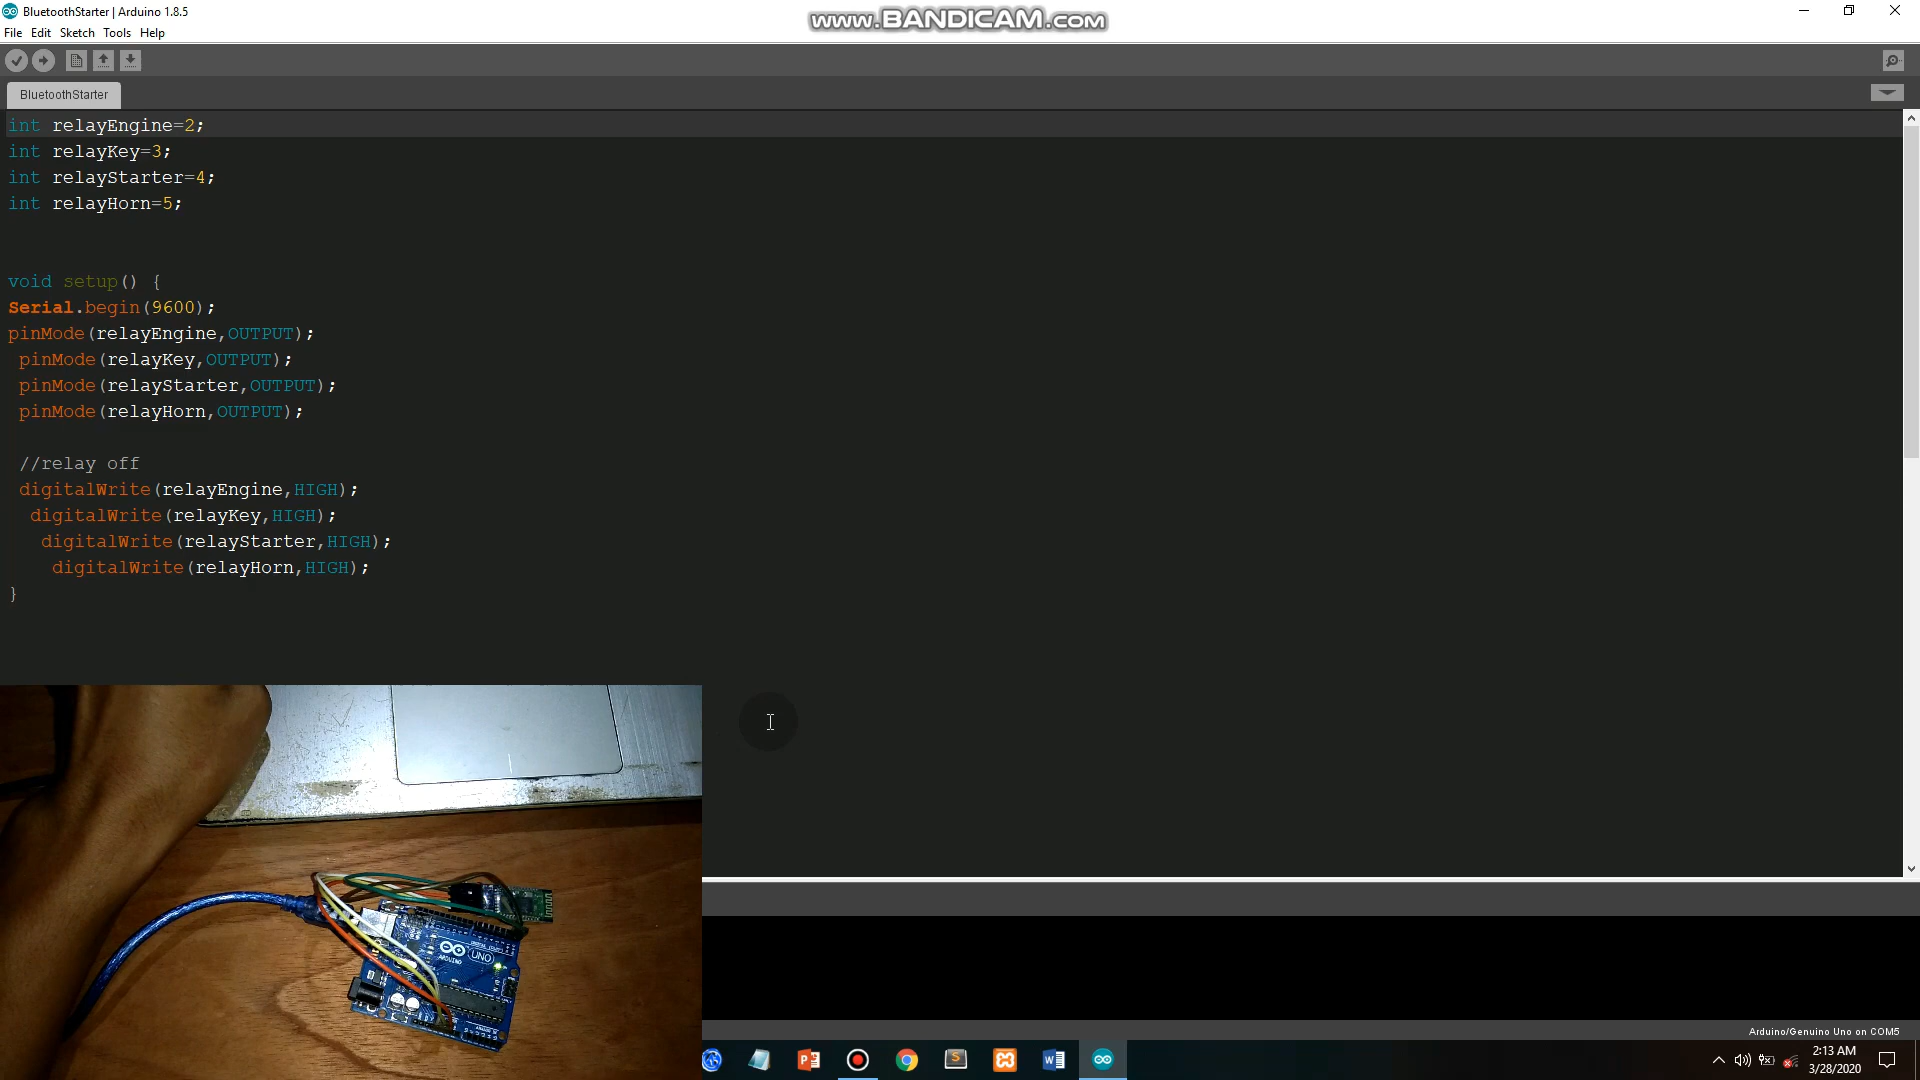 BluetoothStarter | Arduino 1.8.5
www.BANDICAM.com
File Edit Sketch Tools Help
BluetoothStarter
int relayEngine=2;
int relayKey=3;
int relayStarter=4;
int relayHorn=5;
void setup() {
Serial.begin(9600);
pinMode(relayEngine,OUTPUT);
pinMode(relayKey,OUTPUT);
pinMode(relayStarter,OUTPUT);
pinMode(relayHorn,OUTPUT);
//relay off
digitalWrite(relayEngine,HIGH);
digitalWrite(relayKey,HIGH);
digitalWrite(relayStarter,HIGH);
digitalWrite(relayHorn,HIGH);
}
UNO
ARDUINO
Arduino/Genuino Uno on COM5
2:13 AM
3/28/2020